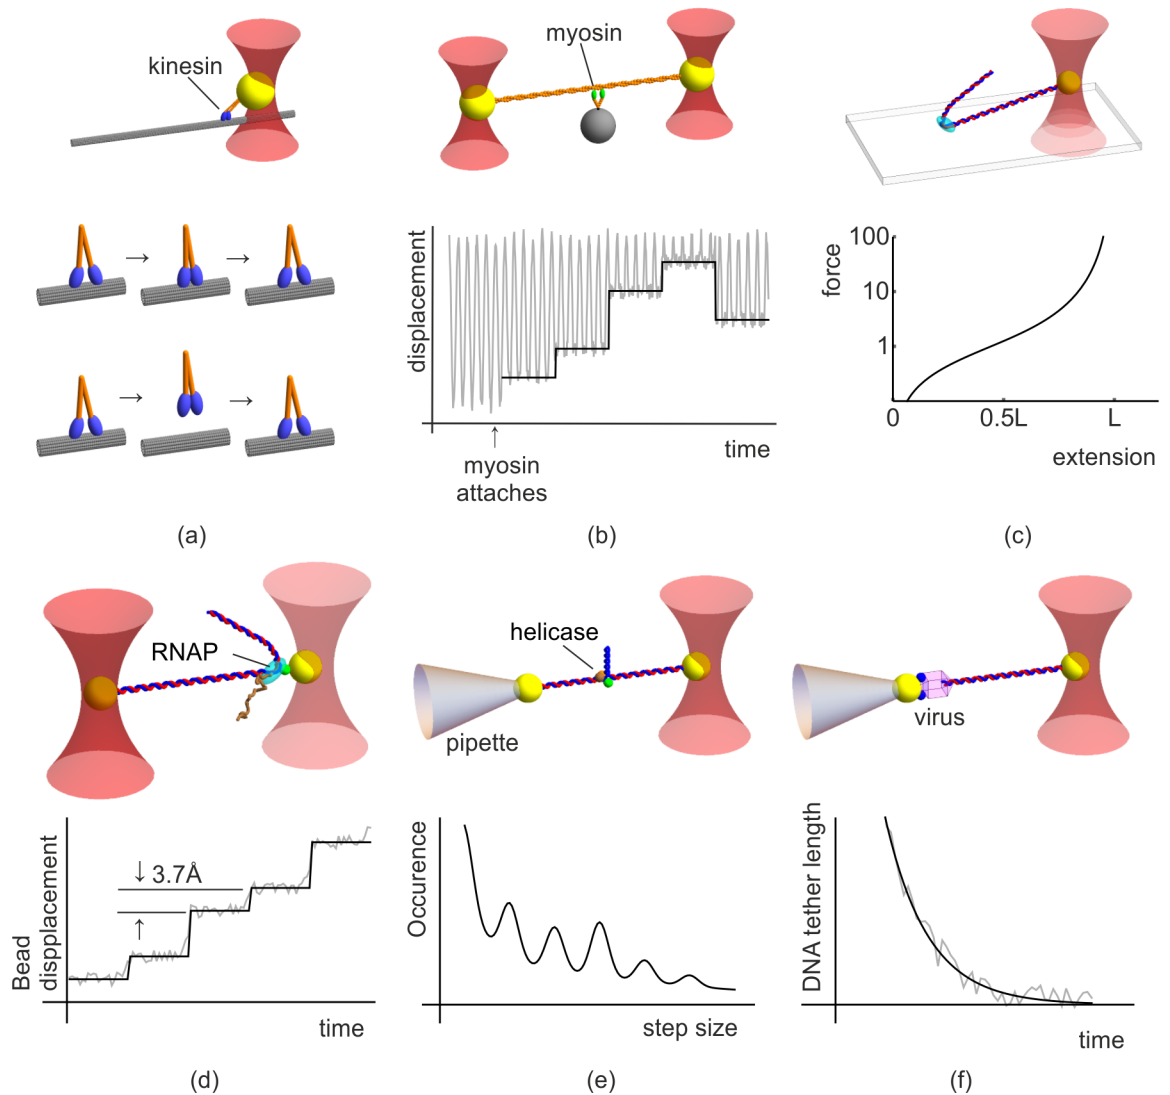 kinesin
myosin
displacement
time
myosin
attaches
force
100
10
1
0
0.5L
L
extension
(a)
(b)
(c)
RNAP
helicase
pipette
virus
Bead
dispplacement
↓ 3.7Å
time
Occurence
step size
DNA tether length
time
(d)
(e)
(f)